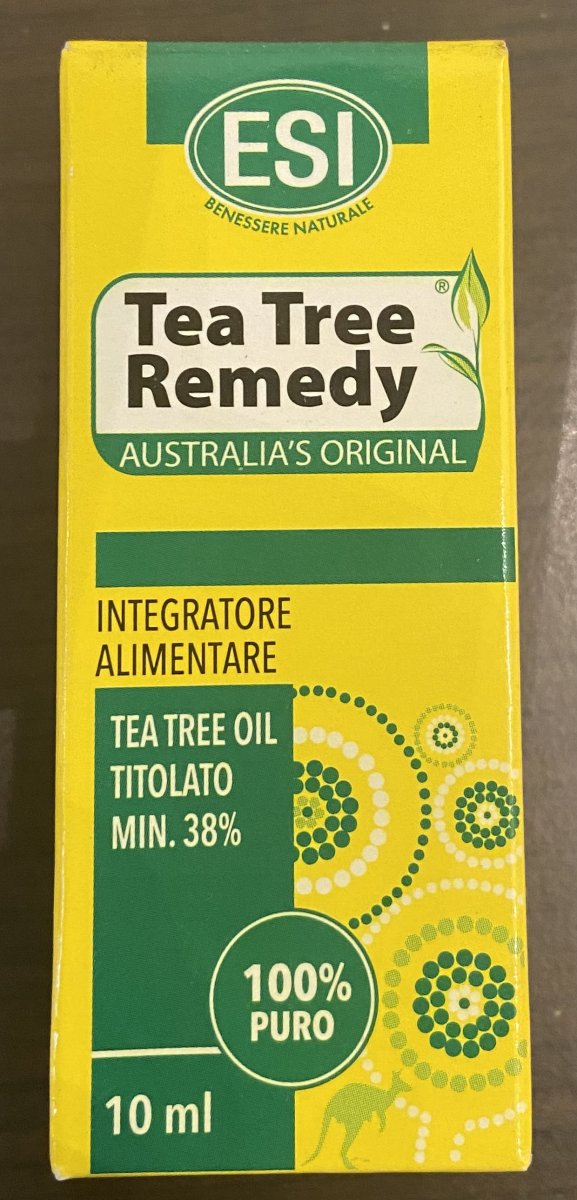 ESI
BENESSERE NATURALE
Tea Tree ®
Remedy
AUSTRALIA'S ORIGINAL
INTEGRATORE
ALIMENTARE
TEA TREE OIL
TITOLATO
MIN. 38%
100%
PURO
10 ml